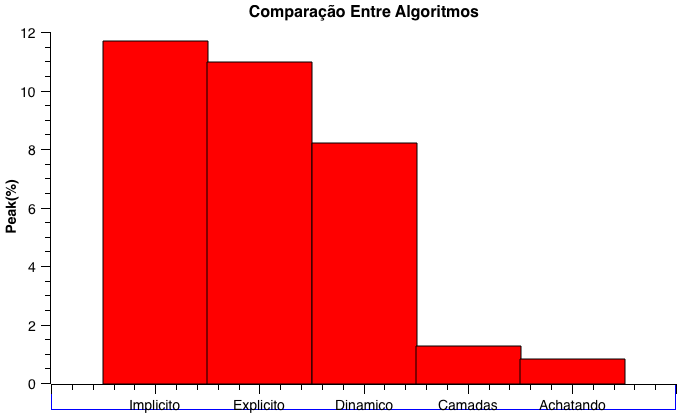 Comparação Entre Algoritmos
12
10
8
6
4
2
0
Peak(%)
Implicito Explicito Dinamico Camadas Achatando